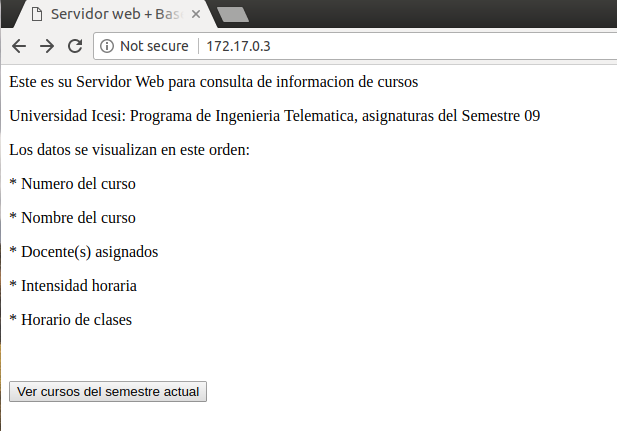 Servidor web + Bas
Not secure 172.17.0.3
Este es su Servidor Web para consulta de informacion de cursos
Universidad Icesi: Programa de Ingenieria Telematica, asignaturas del Semestre 09
Los datos se visualizan en este orden:
* Numero del curso
* Nombre del curso
* Docente(s) asignados
* Intensidad horaria
* Horario de clases
Ver cursos del semestre actual